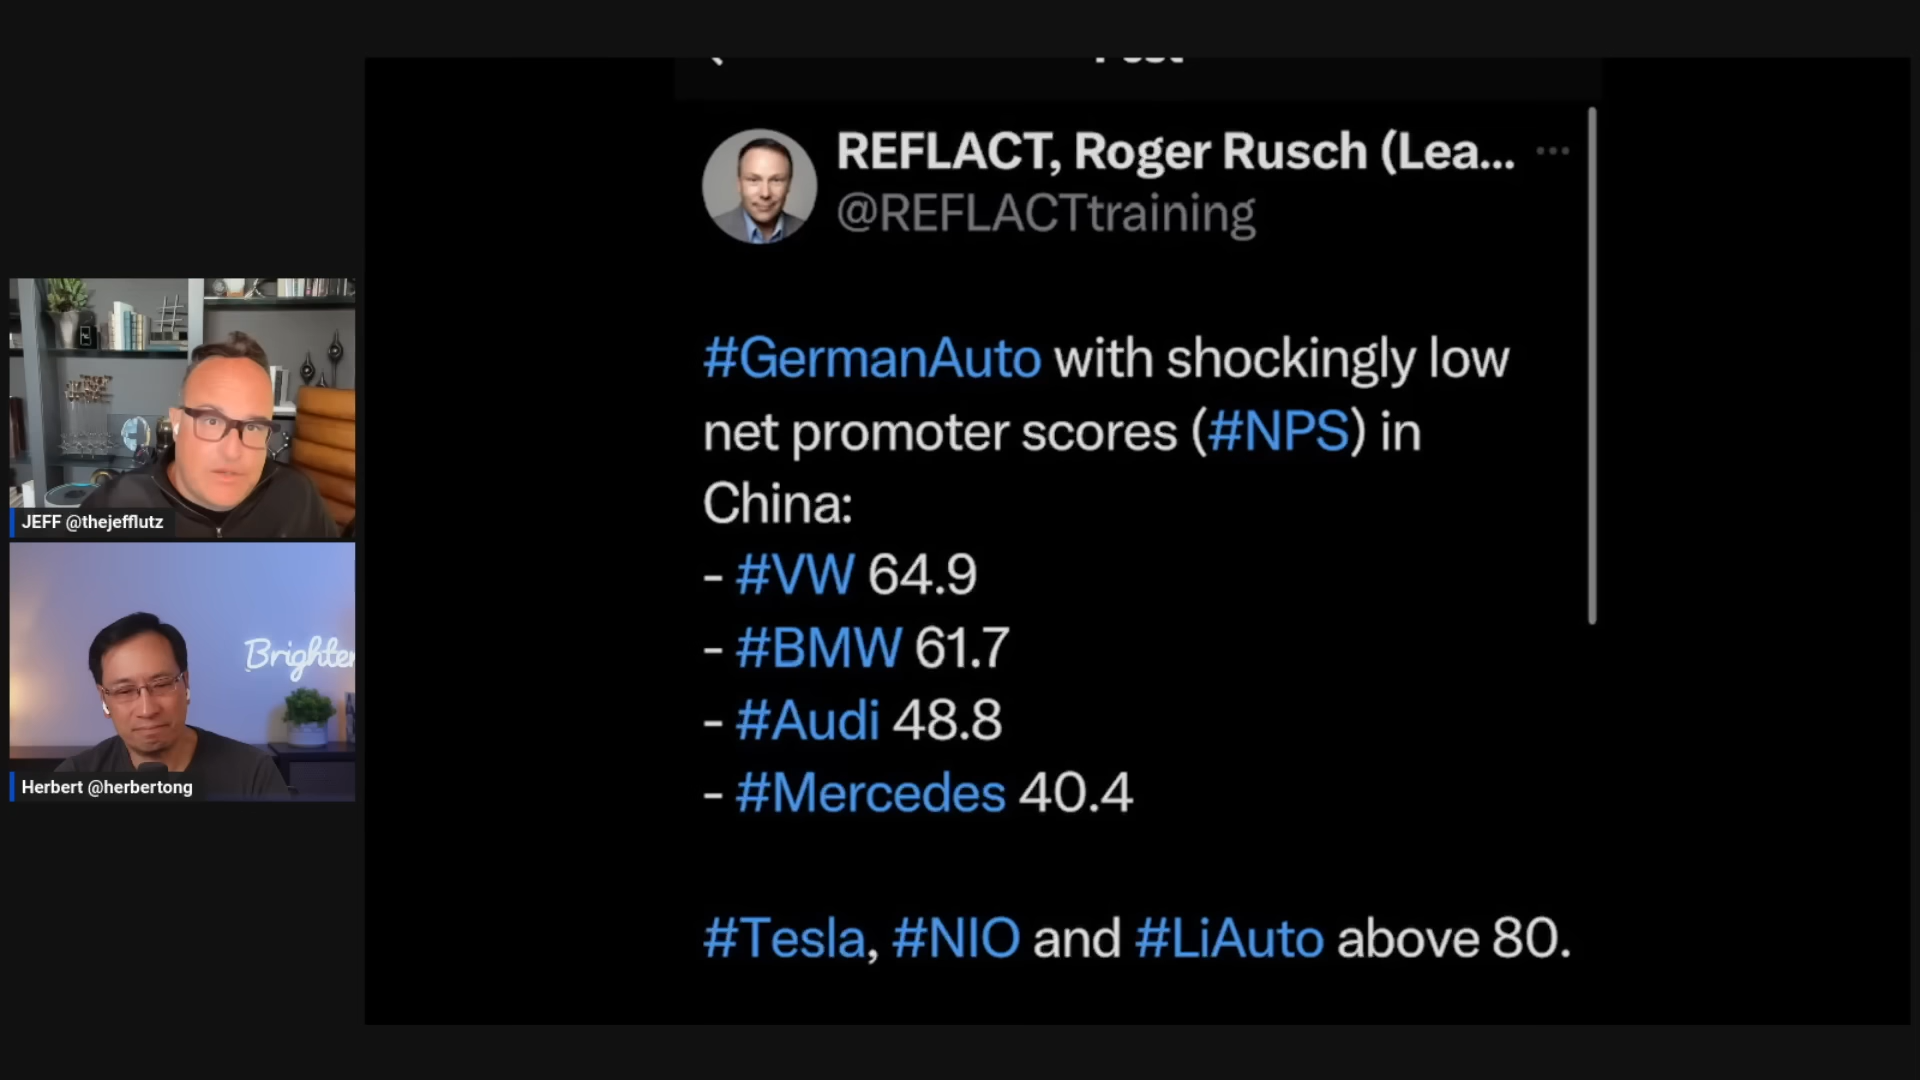 Post
REFLACT, Roger Rusch (Lea...
@REFLACTtraining
#GermanAuto with shockingly low
net promoter scores (#NPS) in
China:
- #VW 64.9
- #BMW 61.7
- #Audi 48.8
- #Mercedes 40.4
#Tesla, #NIO and #LiAuto above 80.
JEFF @thejefflutz
Brighter
Herbert @herbertong